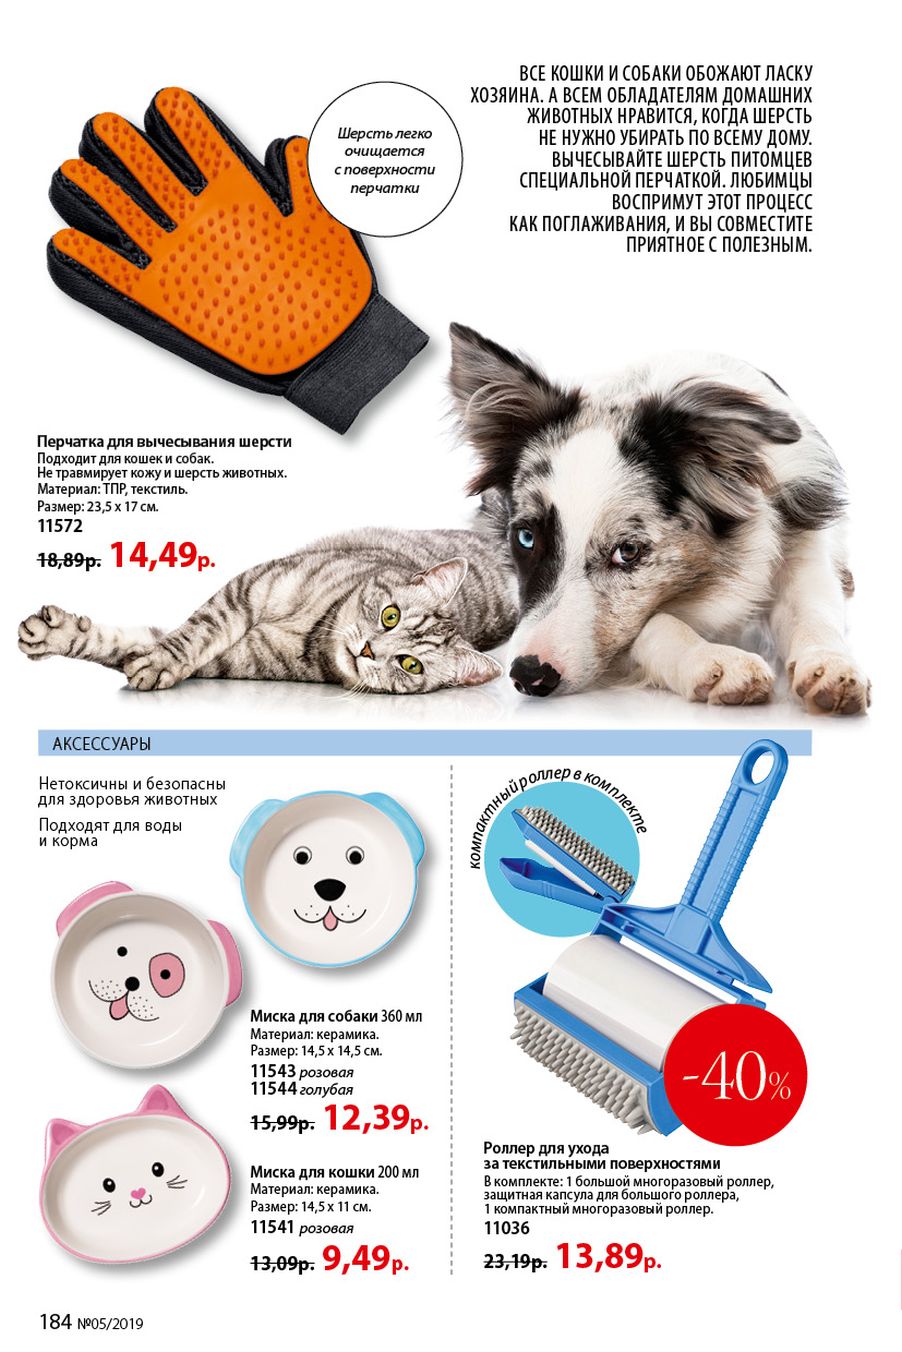 ВСЕ КОШКИ И СОБАКИ ОБОЖАЮТ ЛАСКУ
ХОЗЯИНА. А ВСЕМ ОБЛАДАТЕЛЯМ ДОМАШНИХ
ЖИВОТНЫХ НРАВИТСЯ, КОГДА ШЕРСТЬ
НЕ НУЖНО УБИРАТЬ ПО ВСЕМУ ДОМУ.
ВЫЧЕСЫВАЙТЕ ШЕРСТЬ ПИТОМЦЕВ
СПЕЦИАЛЬНОЙ ПЕРЧАТКОЙ. ЛЮБИМЦЫ
ВОСПРИМУТ ЭТОТ ПРОЦЕСС
КАК ПОГЛАЖИВАНИЯ, И ВЫ СОВМЕСТИТЕ
ПРИЯТНОЕ С ПОЛЕЗНЫМ.
Шерсть легко
очищается
с поверхности
перчатки
Перчатка для вычесывания шерсти
Подходит для кошек и собак.
Не травмирует кожу и шерсть животных.
Материал: ТПР, текстиль.
Размер: 23,5 х 17 см.
11572
18,89р. 14,49р.
АКСЕССУАРЫ
Нетоксичны и безопасны
для здоровья животных
Подходят для воды
и корма
Миска для собаки 360 мл
Материал: керамика.
Размер: 14,5 х 14,5 см.
11543 розовая
11544 голубая
15,99р. 12,39р.
Миска для кошки 200 мл
Материал: керамика.
Размер: 14,5 х 11 см.
11541 розовая
13,09р. 9,49р.
компактный роллер в комплекте
-40%
Роллер для ухода
за текстильными поверхностями
В комплекте: 1 большой многоразовый роллер,
защитная капсула для большого роллера,
1 компактный многоразовый роллер.
11036
23,19р. 13,89р.
184 №05/2019